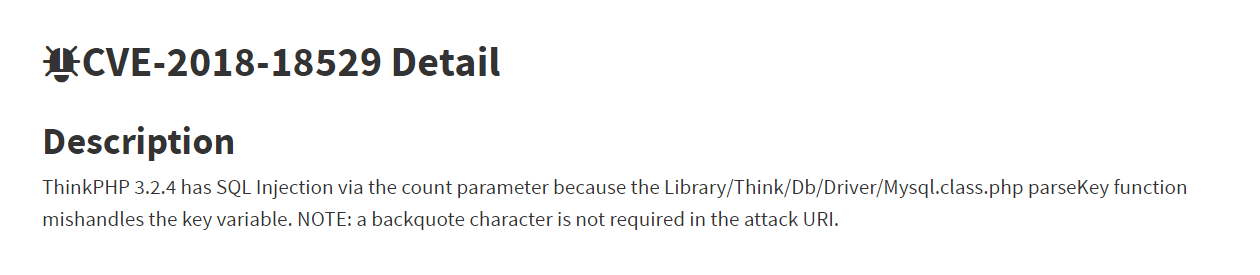 CVE-2018-18529 Detail
Description
ThinkPHP 3.2.4 has SQL Injection via the count parameter because the Library/Think/Db/Driver/Mysql.class.php parseKey function
mishandles the key variable. NOTE: a backquote character is not required in the attack URI.